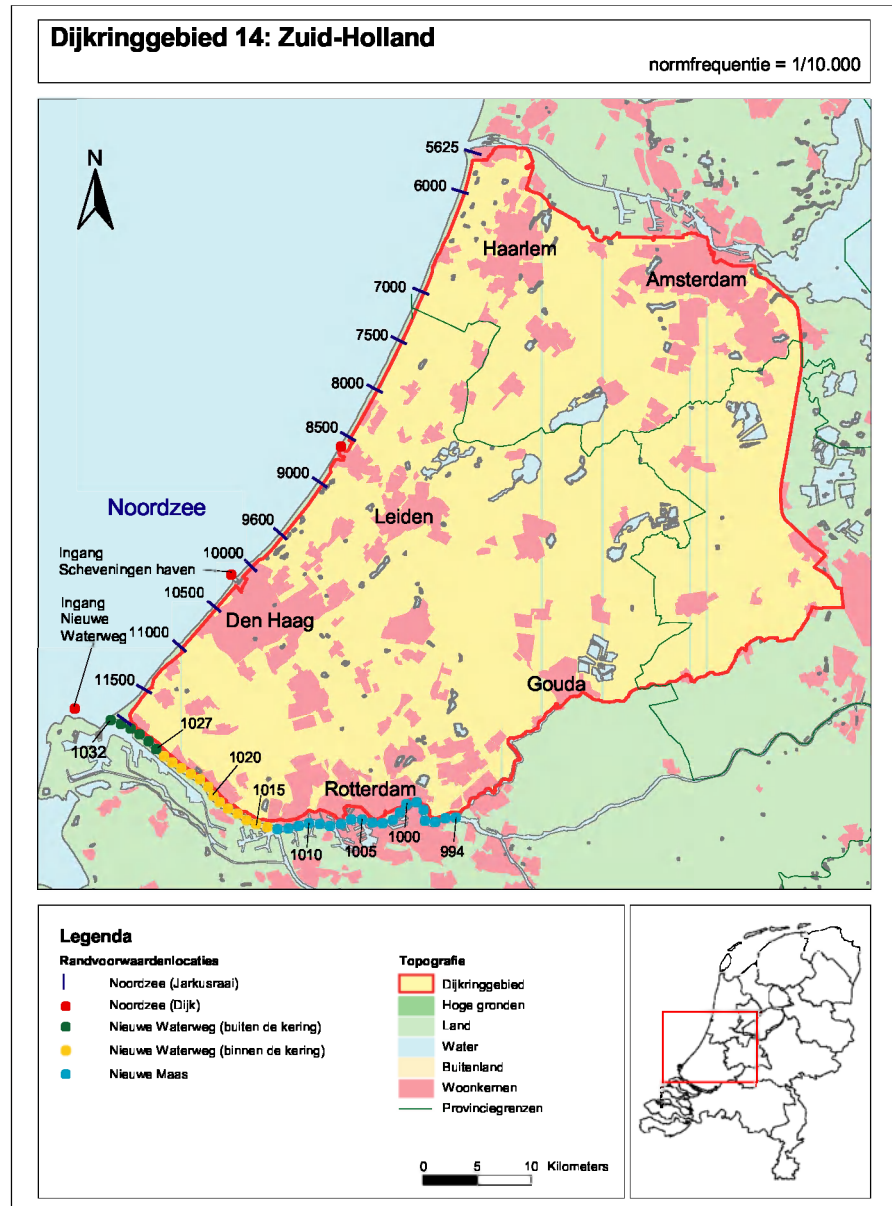 Dijkringgebied 14: Zuid-Holland
normfrequentie = 1/10.000
N
5625
6000
Haarlem
Amsterdam
7000
7500
8000
8500
9000
Noordzee
Leiden
9600
Ingang
Scheveningen haven
10000
10500
Ingang
Nieuwe
Waterweg
Den Haag
11000
11500
Gouda
1032
1027
1020
Rotterdam
1015
1010
1005
1000
994
Legenda
Randvoorwaardenlocaties
Noordzee (Jarkusraai)
Noordzee (Dijk)
Nieuwe Waterweg (buiten de kering)
Nieuwe Waterweg (binnen de kering)
Nieuwe Maas
Topografie
Dijkringgebied
Hoge gronden
Land
Water
Buitenland
Woonkernen
Provinciegrenzen
0 5 10 Kilometers